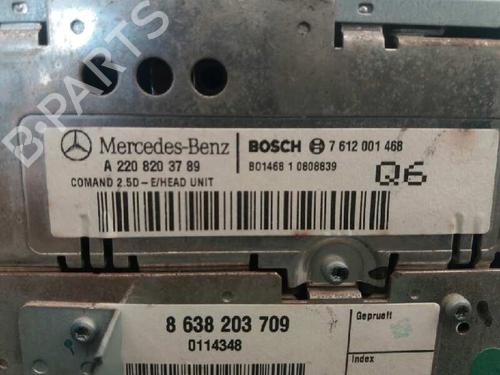 Mercedes-Benz
A 220 820 37 89
COMAND 2.5D - E/HEAD UNIT
BOSCH 7 612 001 468
BO1468 1 0808839
Q6
B-PARTS
8 638 203 709
0114348
Geprueft
Index